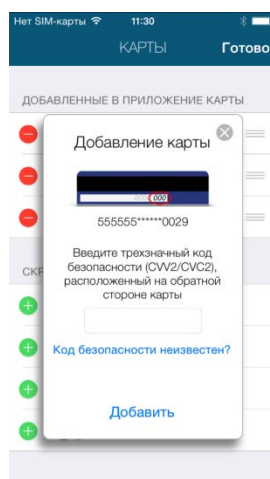 Нет SIM-карты 11:30
КАРТЫ Готово
ДОБАВЛЕННЫЕ В ПРИЛОЖЕНИЕ КАРТЫ
Добавление карты
000
555555******0029
Введите трехзначный код
безопасности (CVV2/CVC2),
расположенный на обратной
стороне карты
СКР
Код безопасности неизвестен?
Добавить